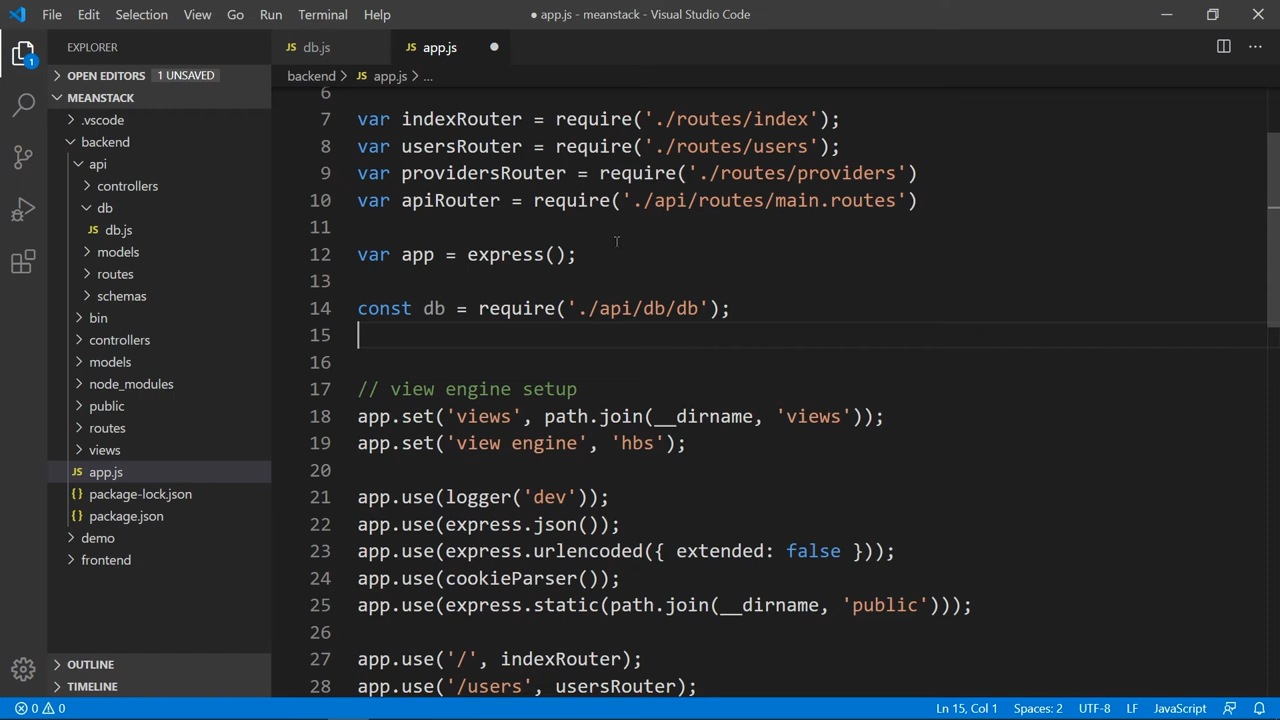 File Edit Selection View Go Run Terminal Help
● app.js - meanstack - Visual Studio Code
EXPLORER
OPEN EDITORS 1 UNSAVED
MEANSTACK
.vscode
backend
api
controllers
db
JS db.js
models
routes
schemas
bin
controllers
models
node_modules
public
routes
views
JS app.js
{} package-lock.json
{} package.json
demo
frontend
OUTLINE
TIMELINE
1
JS db.js
JS app.js ●
backend > JS app.js > ...
6
7 var indexRouter = require('./routes/index');
8 var usersRouter = require('./routes/users');
9 var providersRouter = require('./routes/providers')
10 var apiRouter = require('./api/routes/main.routes')
11
12 var app = express();
13
14 const db = require('./api/db/db');
15
16
17 // view engine setup
18 app.set('views', path.join(__dirname, 'views'));
19 app.set('view engine', 'hbs');
20
21 app.use(logger('dev'));
22 app.use(express.json());
23 app.use(express.urlencoded({ extended: false }));
24 app.use(cookieParser());
25 app.use(express.static(path.join(__dirname, 'public')));
26
27 app.use('/', indexRouter);
28 app.use('/users', usersRouter);
0 0 Ln 15, Col 1 Spaces: 2 UTF-8 LF JavaScript